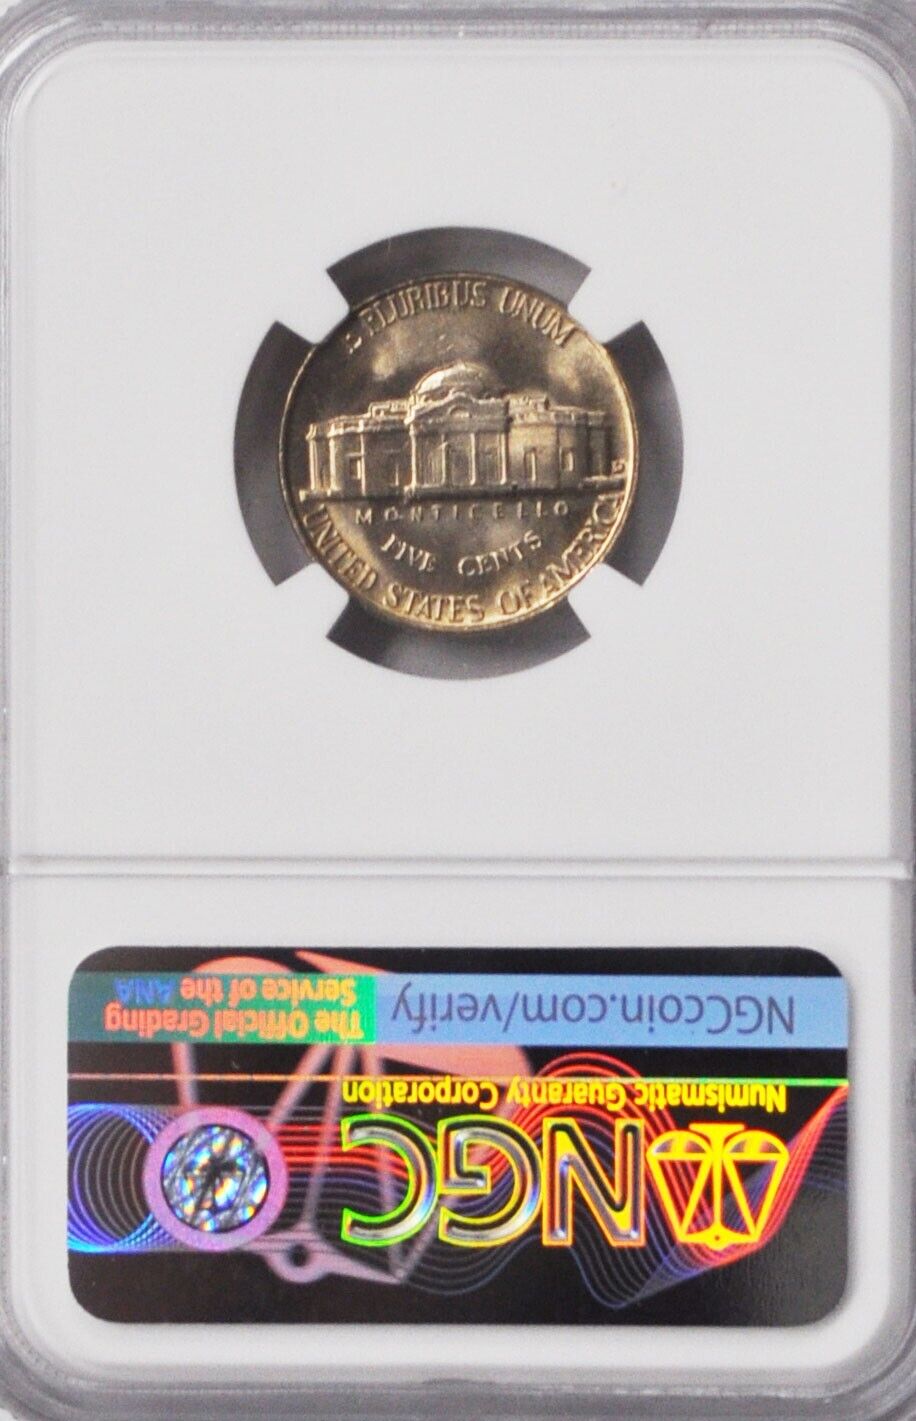 E PLURIBUS UNUM
MONTICELLO
FIVE CENTS
UNITED STATES OF AMERICA
NGC
Numismatic Guaranty Corporation
NGCcoin.com/verify
The Official Grading
Service of the ANA